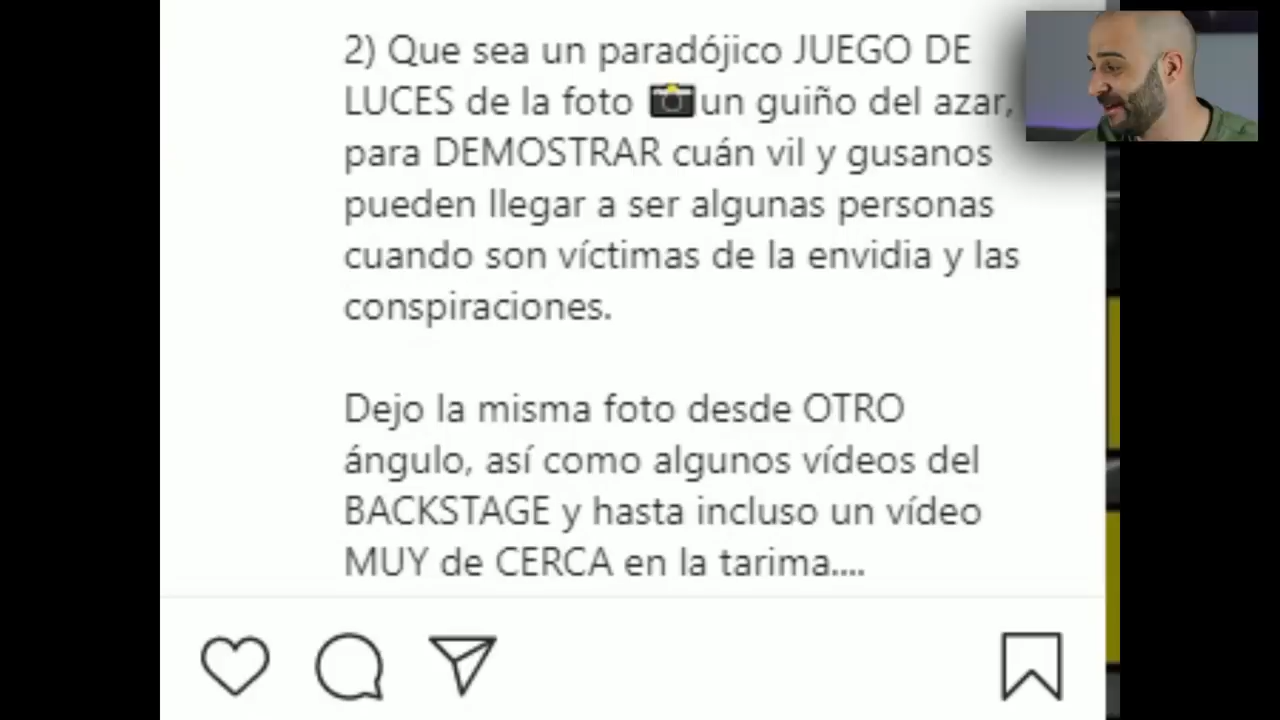 2) Que sea un paradójico JUEGO DE
LUCES de la foto 📷un guiño del azar,
para DEMOSTRAR cuán vil y gusanos
pueden llegar a ser algunas personas
cuando son víctimas de la envidia y las
conspiraciones.
Dejo la misma foto desde OTRO
ángulo, así como algunos vídeos del
BACKSTAGE y hasta incluso un vídeo
MUY de CERCA en la tarima....